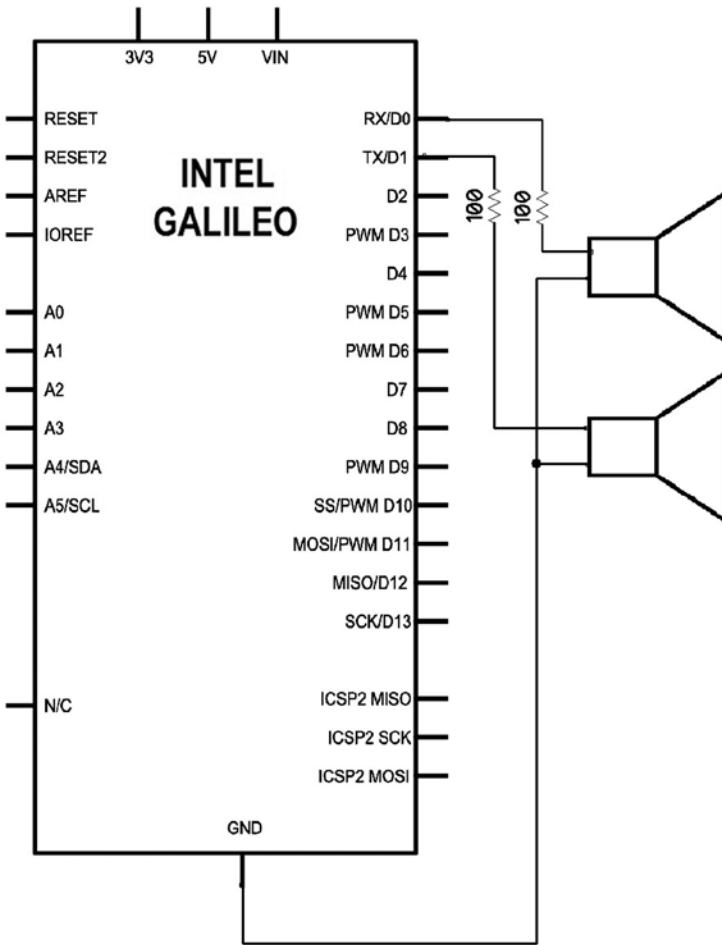 3V3 5V VIN
RESET
RESET2
AREF
IOREF
A0
A1
A2
A3
A4/SDA
A5/SCL
N/C
INTEL
GALILEO
RX/D0
TX/D1
D2
PWM D3
D4
PWM D5
PWM D6
D7
D8
PWM D9
SS/PWM D10
MOSI/PWM D11
MISO/D12
SCK/D13
ICSP2 MISO
ICSP2 SCK
ICSP2 MOSI
GND
100
100